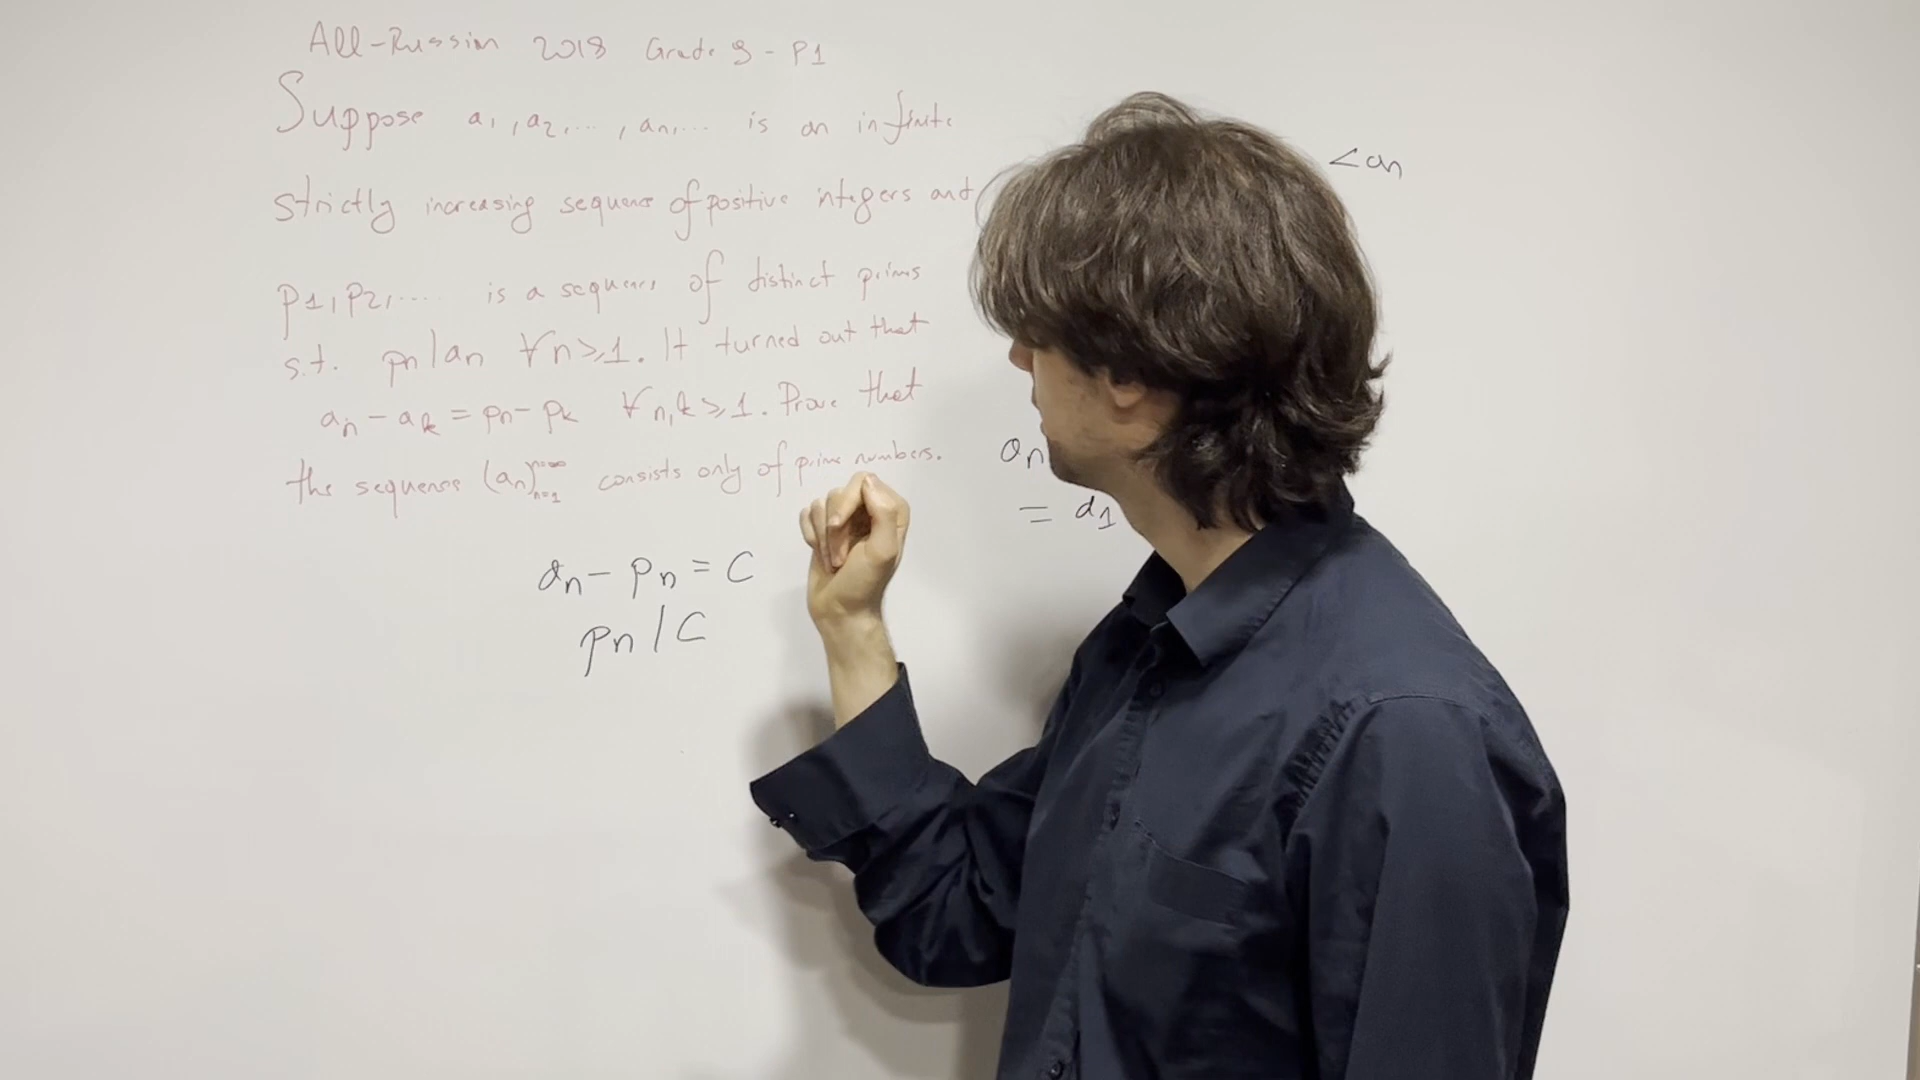 All-Russian 2018 Grade 9 - P1
Suppose a1, a2, ..., an, ... is an infinite
strictly increasing sequence of positive integers and
p1, p2, .... is a sequence of distinct primes
s.t. pn | an ∀n≥1. It turned out that
an - ak = pn - pk ∀n,k≥1. Prove that
the sequence (an)_{n=1}^{n=∞} consists only of prime numbers.
an - pn = C
pn | C
< an
an
= a1